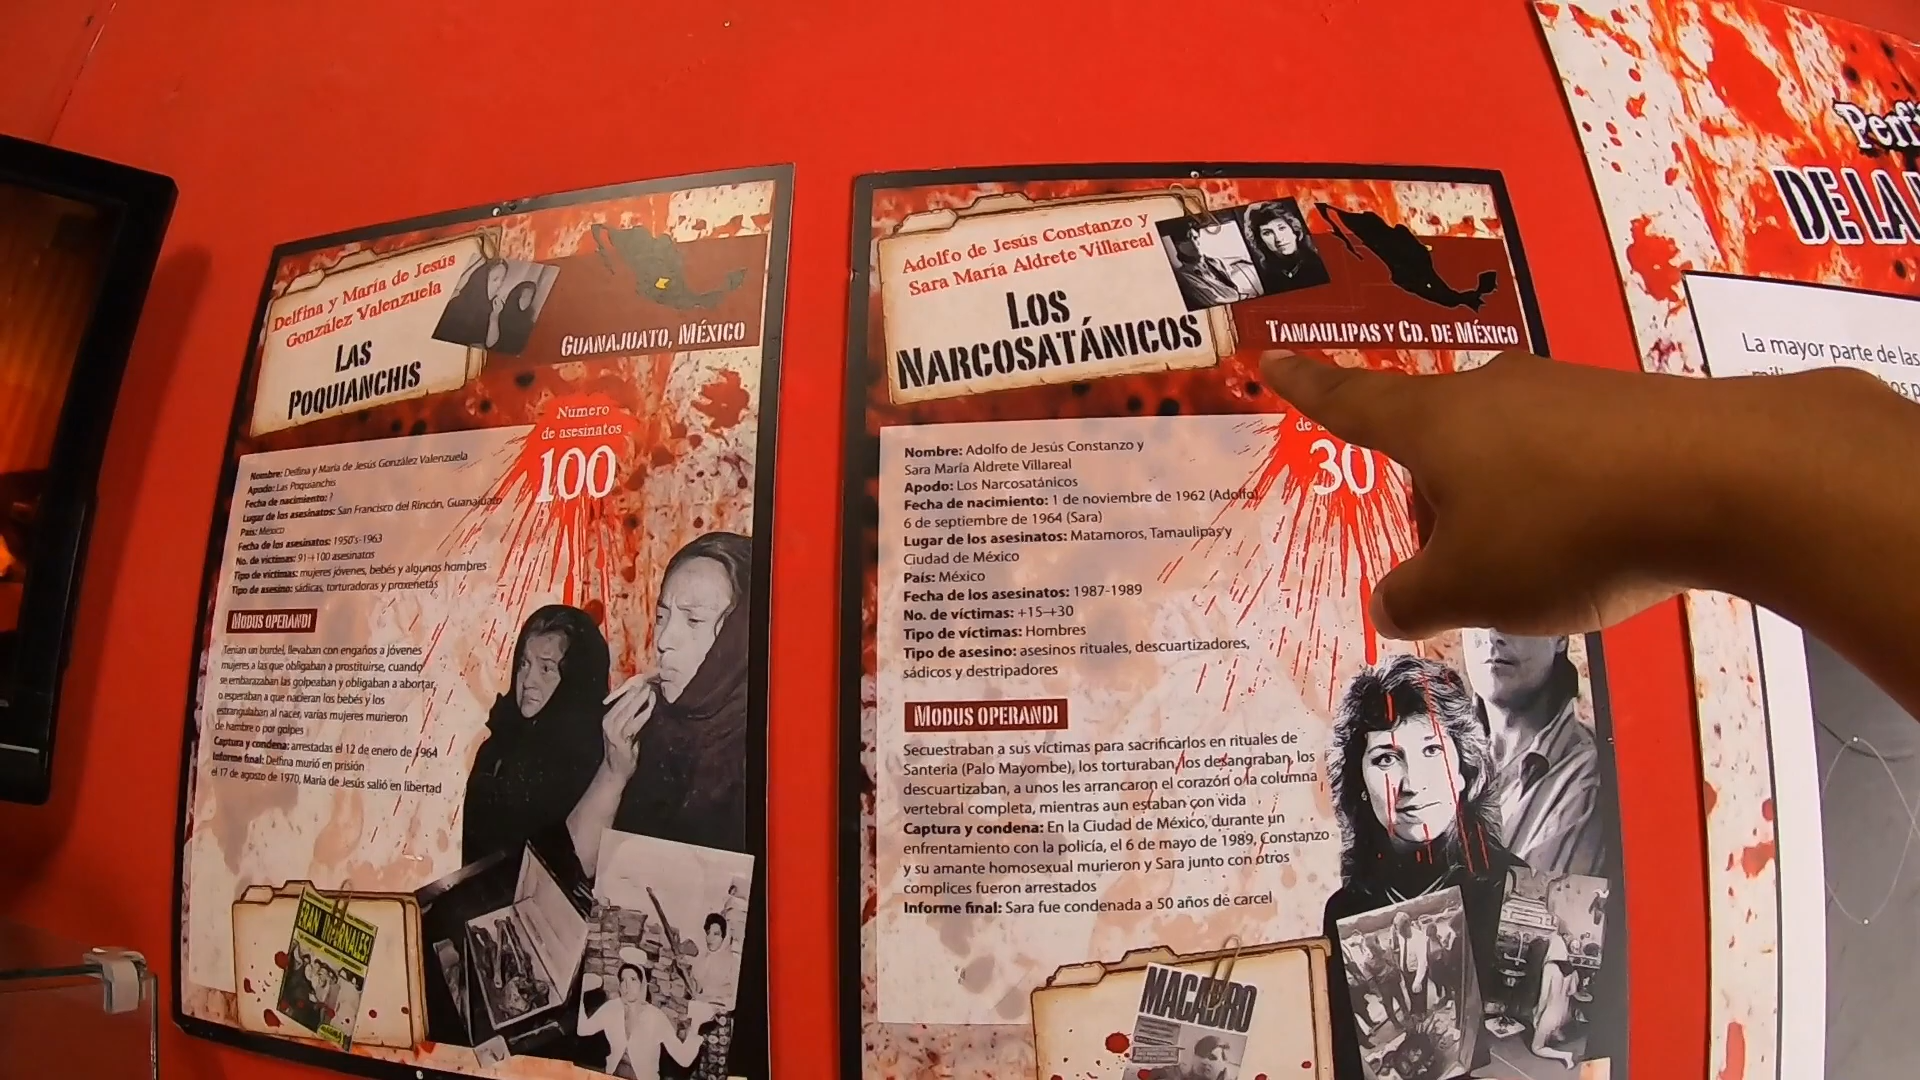 Delfina y María de Jesús
González Valenzuela
LAS
POQUIANCHIS
GUANAJUATO, MÉXICO
Número
de asesinatos
100
Nombre: Delfina y María de Jesús González Valenzuela
Apodo: Las Poquianchis
Fecha de nacimiento: ?
Lugar de los asesinatos: San Francisco del Rincón, Guanajuato
País: México
Fecha de los asesinatos: 1950's-1963
No. de víctimas: 91-+100 asesinatos
Tipo de víctimas: mujeres jóvenes, bebés y algunos hombres
Tipo de asesino: sádicas, torturadoras y proxenetas
MODUS OPERANDI
Tenían un burdel, llevaban con engaños a jóvenes
mujeres a las que obligaban a prostituirse, cuando
se embarazaban las golpeaban y obligaban a abortar,
o esperaban a que nacieran los bebés y los
estrangulaban al nacer, varias mujeres murieron
de hambre o por golpes
Captura y condena: arrestadas el 12 de enero de 1964
Informe final: Delfina murió en prisión
el 17 de agosto de 1970, María de Jesús salió en libertad
¡ERAN INFERNALES!
Adolfo de Jesús Constanzo y
Sara María Aldrete Villareal
LOS
NARCOSATÁNICOS
TAMAULIPAS Y CD. DE MÉXICO
de
30
Nombre: Adolfo de Jesús Constanzo y
Sara María Aldrete Villareal
Apodo: Los Narcosatánicos
Fecha de nacimiento: 1 de noviembre de 1962 (Adolfo),
6 de septiembre de 1964 (Sara)
Lugar de los asesinatos: Matamoros, Tamaulipas y
Ciudad de México
País: México
Fecha de los asesinatos: 1987-1989
No. de víctimas: +15-+30
Tipo de víctimas: Hombres
Tipo de asesino: asesinos rituales, descuartizadores,
sádicos y destripadores
MODUS OPERANDI
Secuestraban a sus víctimas para sacrificarlos en rituales de
Santeria (Palo Mayombe), los torturaban, los desangraban, los
descuartizaban, a unos les arrancaron el corazón o la columna
vertebral completa, mientras aun estaban con vida
Captura y condena: En la Ciudad de México, durante un
enfrentamiento con la policía, el 6 de mayo de 1989, Constanzo
y su amante homosexual murieron y Sara junto con otros
complices fueron arrestados
Informe final: Sara fue condenada a 50 años de carcel
MACABRO
Perfi
DE LA
La mayor parte de las